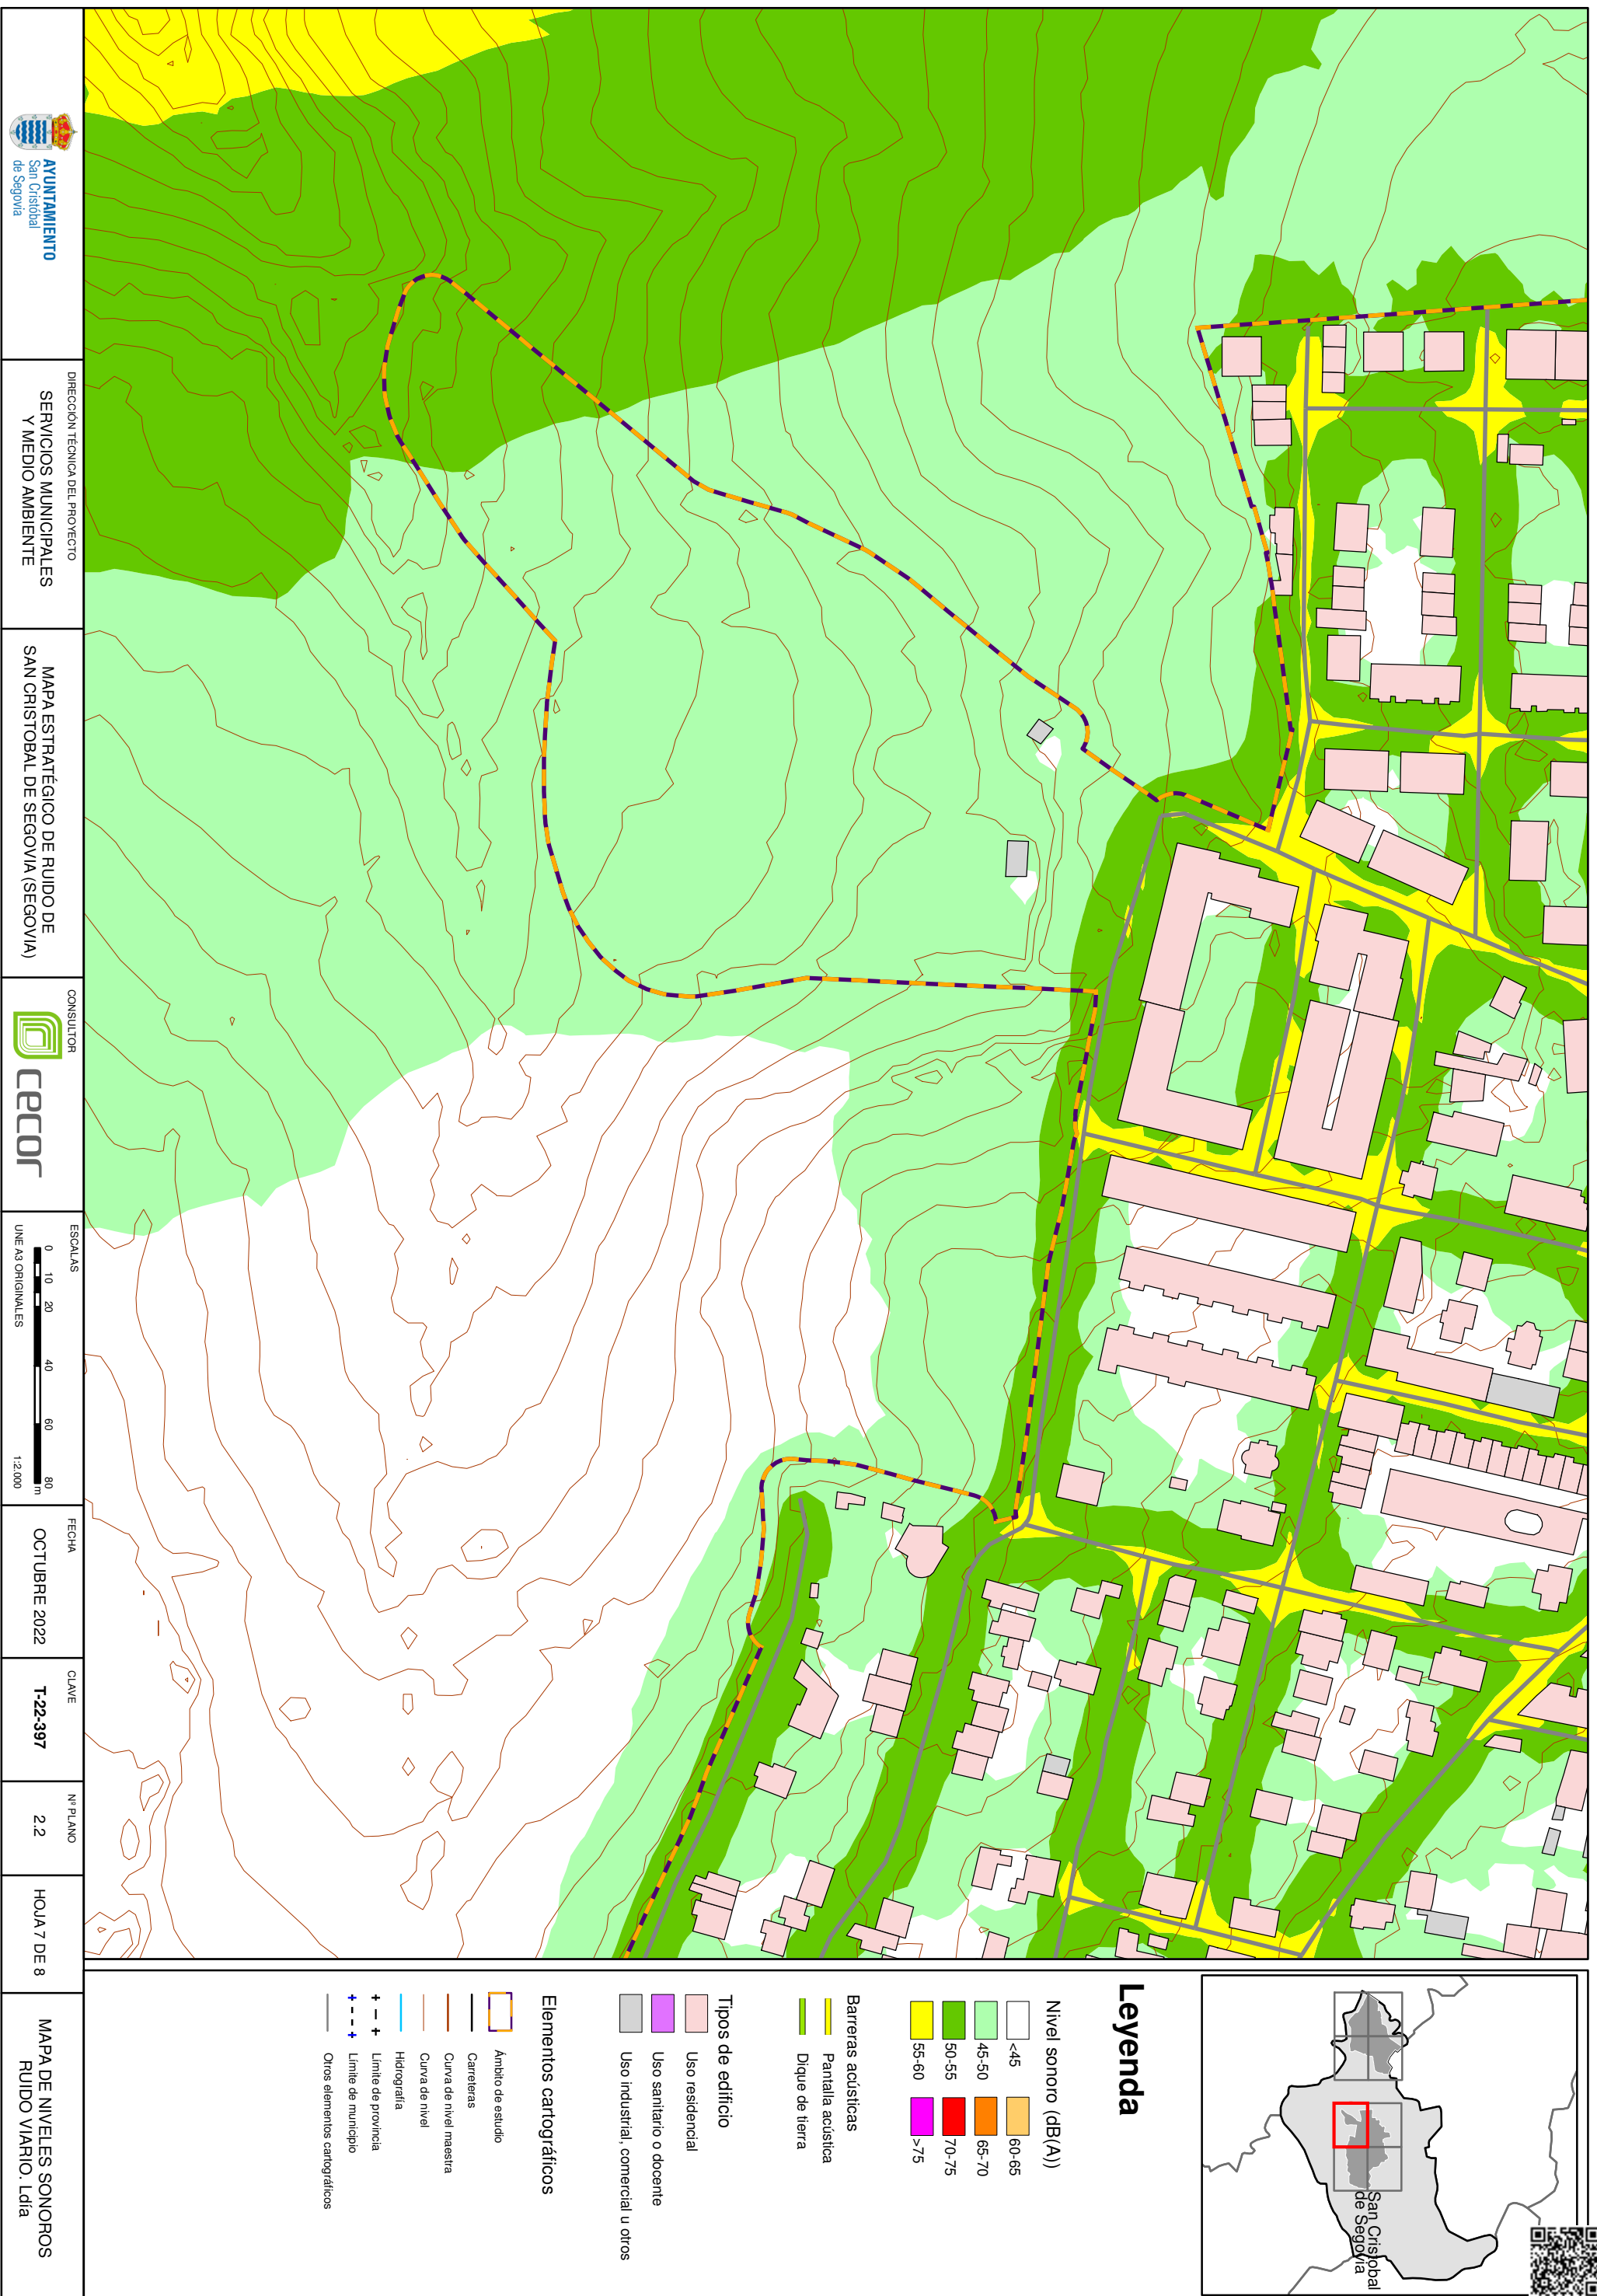 San Cristobal
de Segovia
Leyenda
Nivel sonoro (dB(A))
<45
45-50
50-55
55-60
60-65
65-70
70-75
>75
Barreras acústicas
Pantalla acústica
Dique de tierra
Tipos de edificio
Uso residencial
Uso sanitario o docente
Uso industrial, comercial u otros
Elementos cartográficos
Ámbito de estudio
Carreteras
Curva de nivel maestra
Curva de nivel
Hidrografía
Límite de provincia
Límite de municipio
Otros elementos cartográficos
AYUNTAMIENTO
San Cristóbal
de Segovia
DIRECCIÓN TÉCNICA DEL PROYECTO
SERVICIOS MUNICIPALES
Y MEDIO AMBIENTE
MAPA ESTRATÉGICO DE RUIDO DE
SAN CRISTOBAL DE SEGOVIA (SEGOVIA)
CONSULTOR
cecor
ESCALAS
0 10 20 40 60 80 m
UNE A3 ORIGINALES 1:2.000
FECHA
OCTUBRE 2022
CLAVE
T-22-397
Nº PLANO
2.2
HOJA 7 DE 8
MAPA DE NIVELES SONOROS
RUIDO VIARIO. Ldía